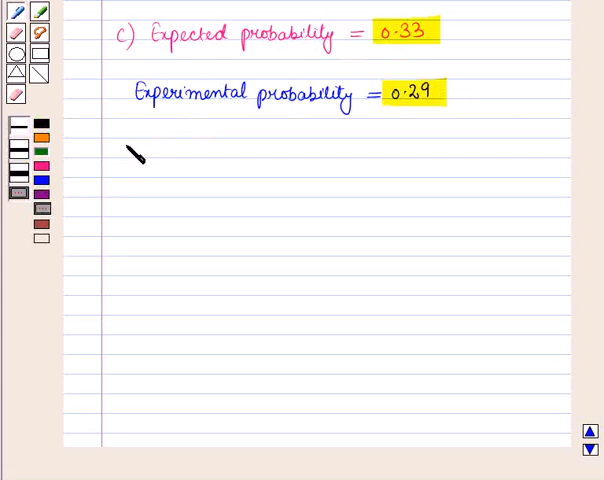 c) Expected probability = 0.33
Experimental probability = 0.29